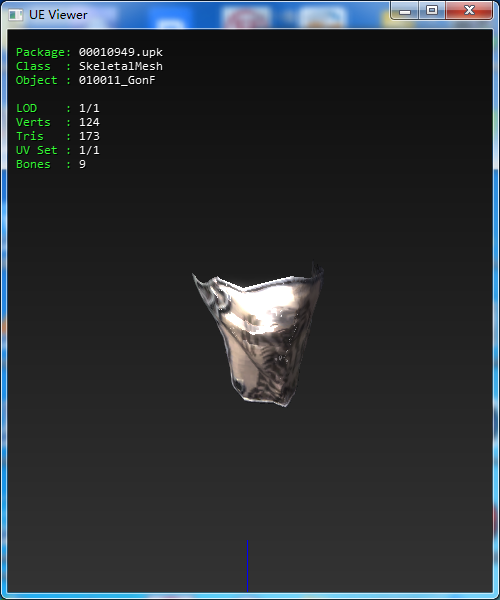 UE Viewer
Package: 00010949.upk
Class : SkeletalMesh
Object : 010011_GonF
LOD : 1/1
Verts : 124
Tris : 173
UV Set : 1/1
Bones : 9